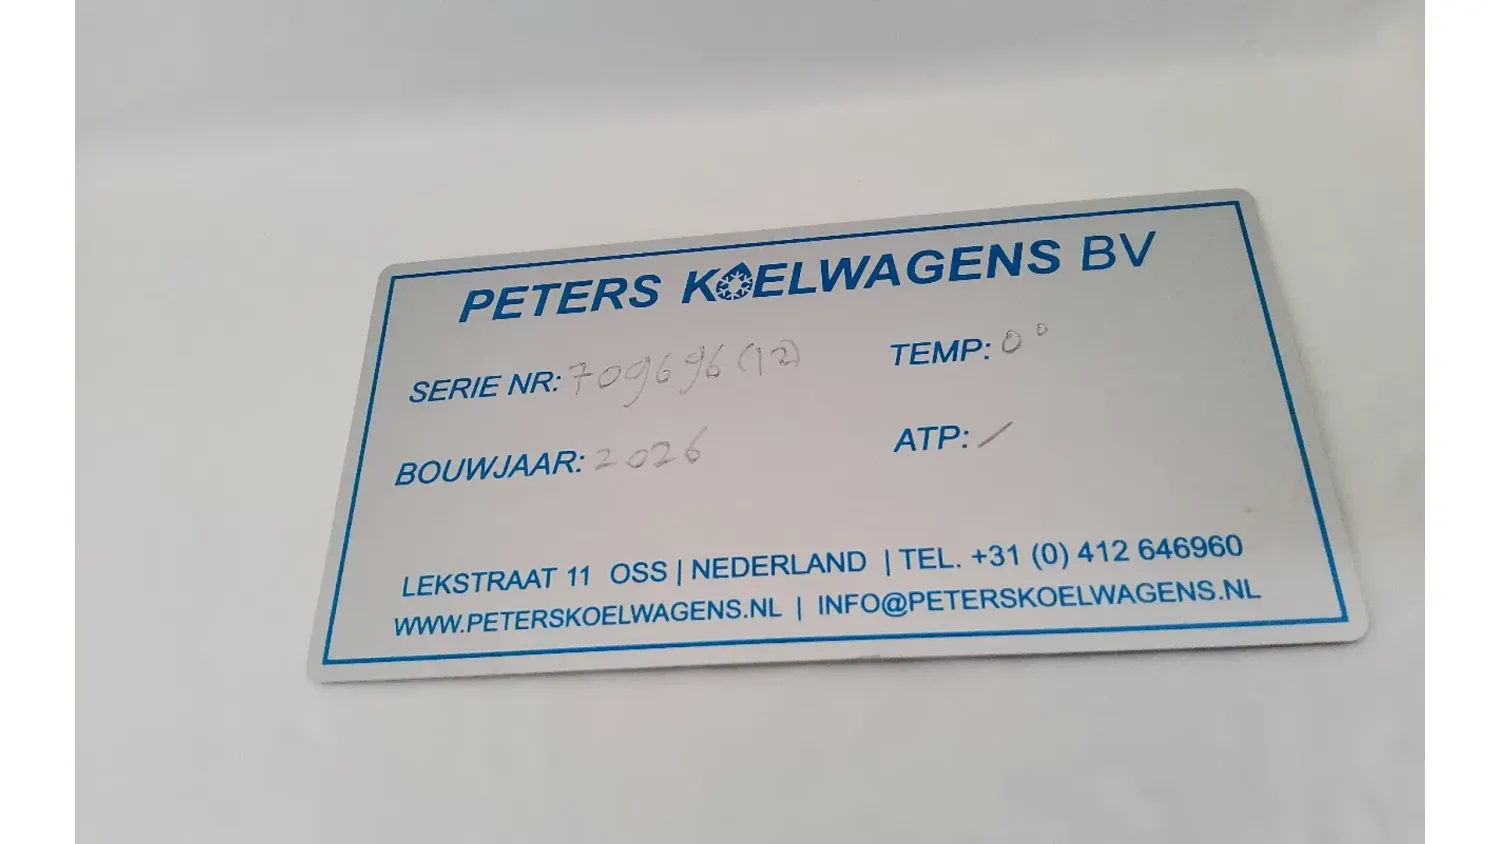 PETERS KOELWAGENS BV
SERIE NR: 709696 (12) TEMP: 0°
BOUWJAAR: 2026 ATP: /
LEKSTRAAT 11 OSS | NEDERLAND | TEL. +31 (0) 412 646960
WWW.PETERSKOELWAGENS.NL | INFO@PETERSKOELWAGENS.NL